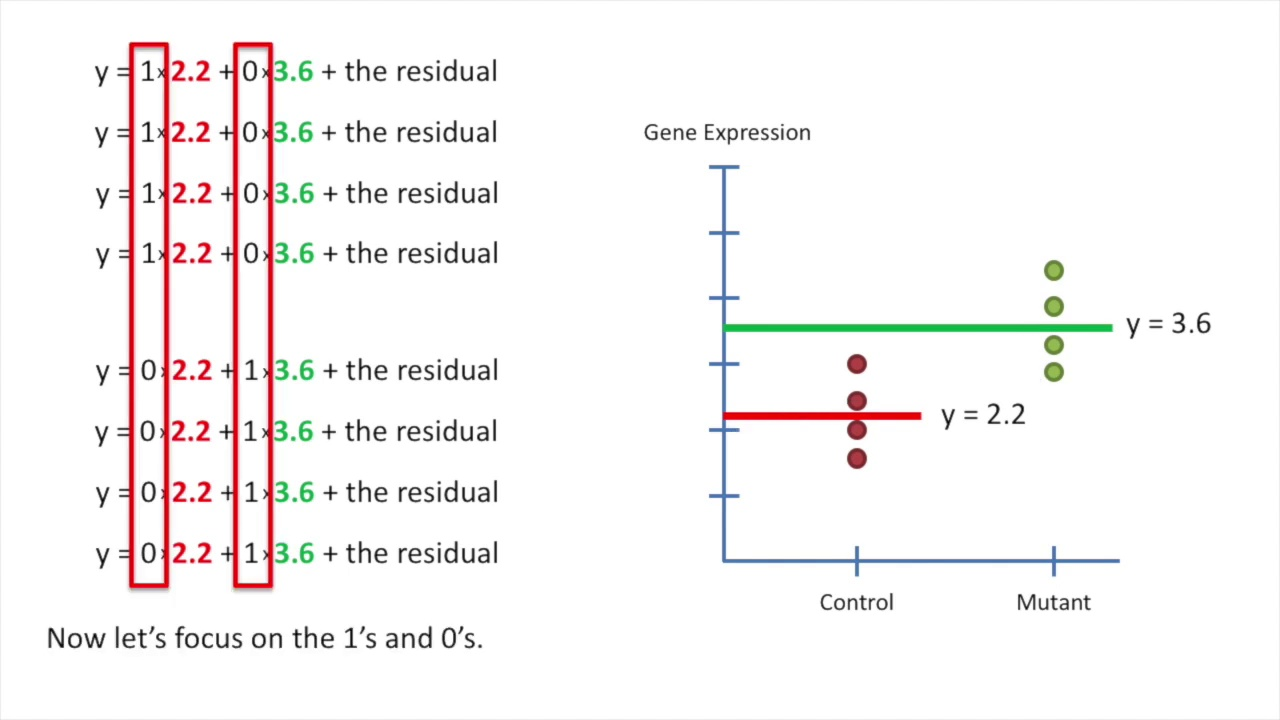 y = 1×2.2 + 0×3.6 + the residual
y = 1×2.2 + 0×3.6 + the residual
y = 1×2.2 + 0×3.6 + the residual
y = 1×2.2 + 0×3.6 + the residual
y = 0×2.2 + 1×3.6 + the residual
y = 0×2.2 + 1×3.6 + the residual
y = 0×2.2 + 1×3.6 + the residual
y = 0×2.2 + 1×3.6 + the residual
Now let’s focus on the 1’s and 0’s.
Gene Expression
y = 3.6
y = 2.2
Control
Mutant